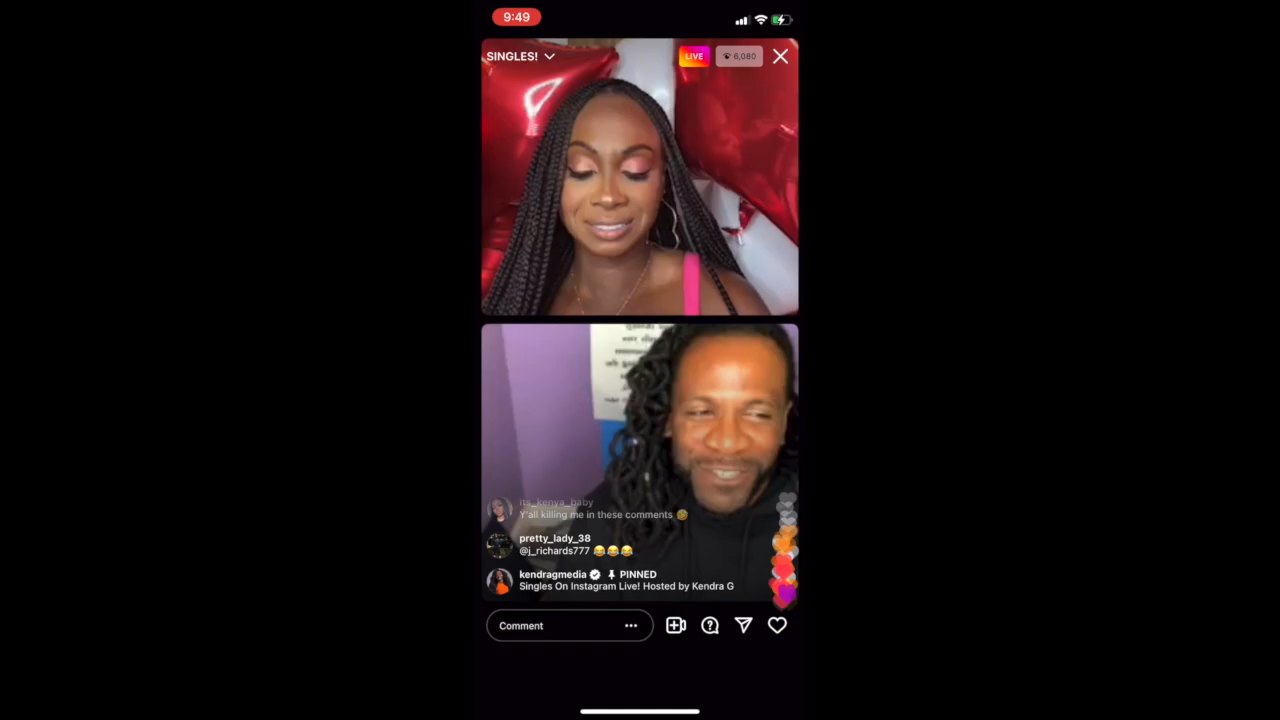 9:49
SINGLES!
LIVE
6,080
its_kenya_baby
Y'all killing me in these comments 🤣
pretty_lady_38
@j_richards777 😂😂😂
kendragmedia PINNED
Singles On Instagram Live! Hosted by Kendra G
Comment